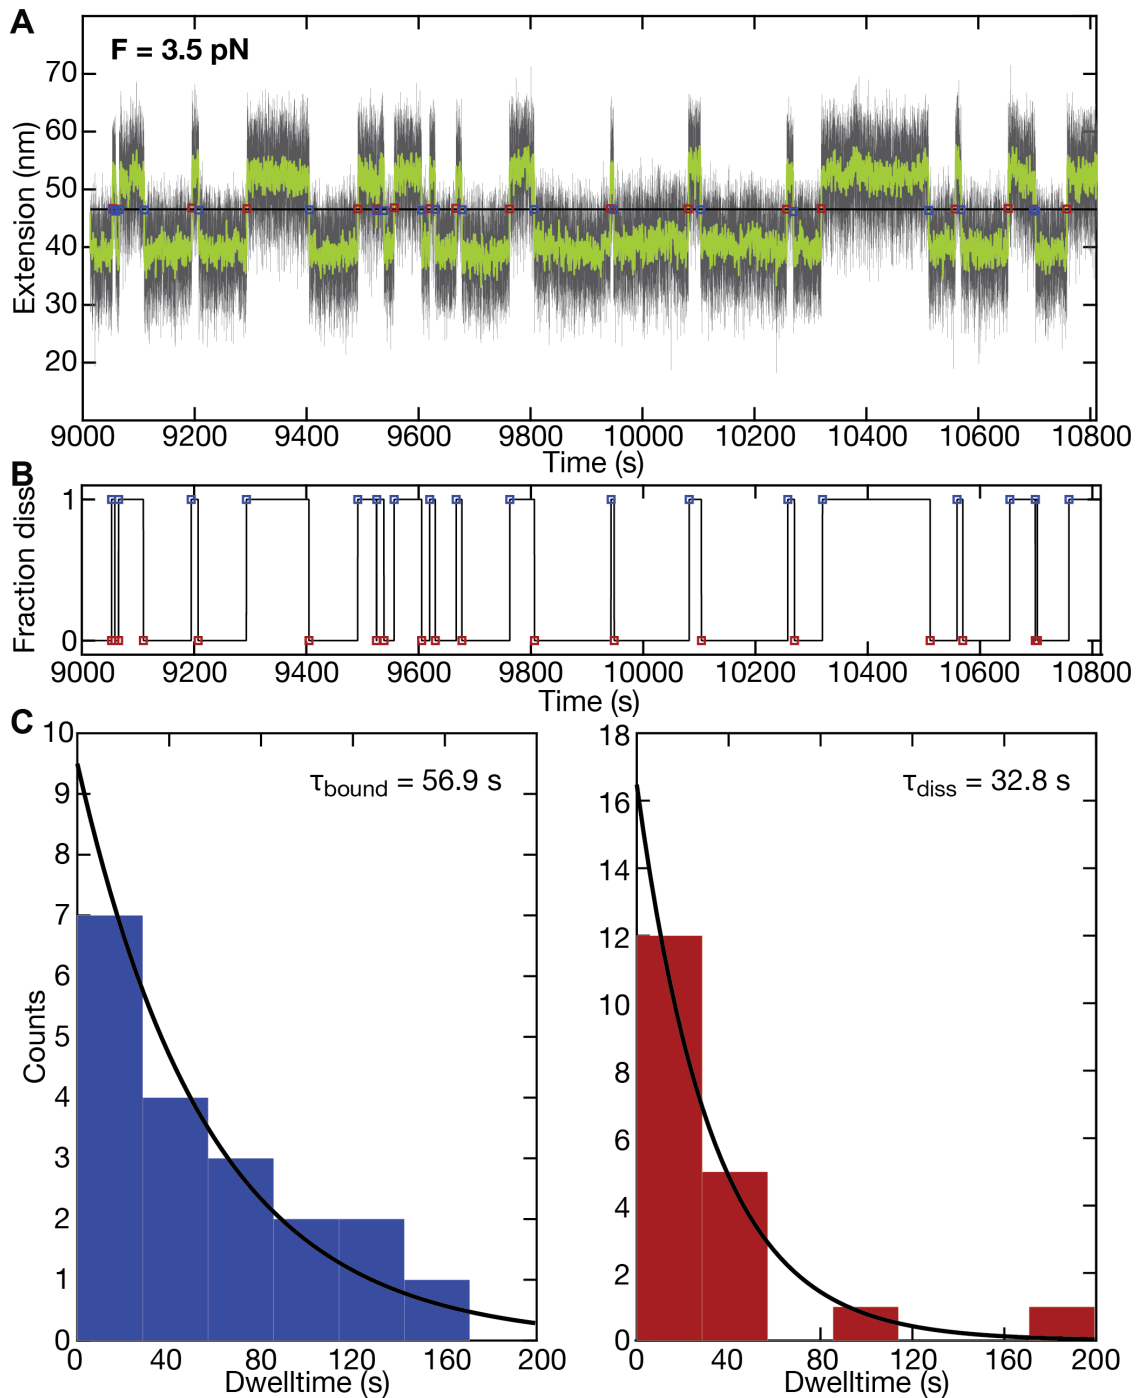 A
F = 3.5 pN
Extension (nm)
70
60
50
40
30
20
9000 9200 9400 9600 9800 10000 10200 10400 10600 10800
Time (s)
B
Fraction diss
1
0
9000 9200 9400 9600 9800 10000 10200 10400 10600 10800
Time (s)
C
Counts
10
9
8
7
6
5
4
3
2
1
0
τbound = 56.9 s
0 40 80 120 160 200
Dwelltime (s)
18
16
14
12
10
8
6
4
2
0
τdiss = 32.8 s
0 40 80 120 160 200
Dwelltime (s)